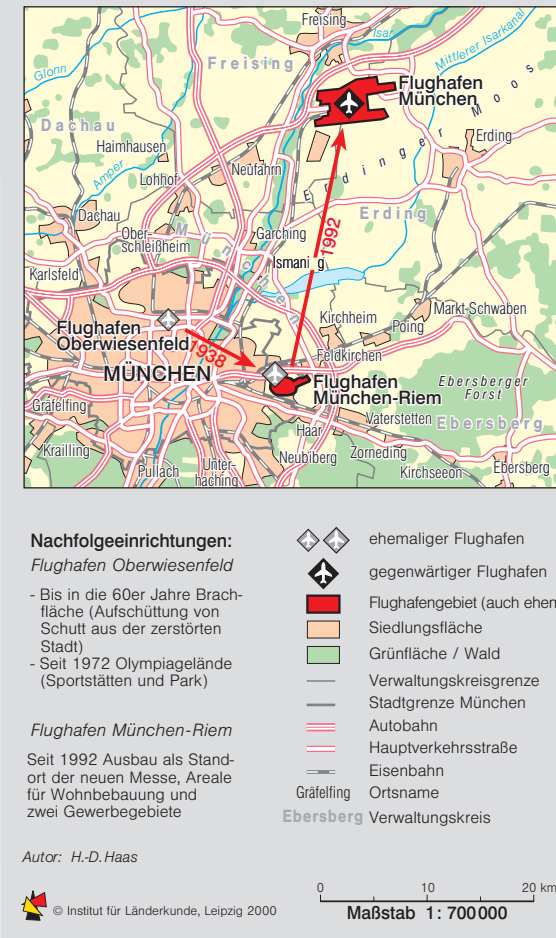 Freising
Isar
Mittlerer Isarkanal
Glonn
Freising
Flughafen
München
Dachau
Erdinger Moos
Erding
Haimhausen
Amper
Lohhof
Neufahrn
Dachau
Erding
Ober-
schleißheim
München
Garching
1992
Karlsfeld
Ismani g
Flughafen
Oberwiesenfeld
Kirchheim
Markt-Schwaben
Poing
1938
Feldkirchen
MÜNCHEN
Flughafen
München-Riem
Ebersberger
Forst
Gräfelfing
Vaterstetten
Ebersberg
Haar
Krailling
Neubiberg
Zorneding
Pullach
Unter-
haching
Kirchseeon
Ebersberg
Nachfolgeeinrichtungen:
Flughafen Oberwiesenfeld
- Bis in die 60er Jahre Brach-
fläche (Aufschüttung von
Schutt aus der zerstörten
Stadt)
- Seit 1972 Olympiagelände
(Sportstätten und Park)
Flughafen München-Riem
Seit 1992 Ausbau als Stand-
ort der neuen Messe, Areale
für Wohnbebauung und
zwei Gewerbegebiete
Autor: H.-D. Haas
© Institut für Länderkunde, Leipzig 2000
ehemaliger Flughafen
gegenwärtiger Flughafen
Flughafengebiet (auch ehem
Siedlungsfläche
Grünfläche / Wald
Verwaltungskreisgrenze
Stadtgrenze München
Autobahn
Hauptverkehrsstraße
Eisenbahn
Gräfelfing Ortsname
Ebersberg Verwaltungskreis
0 10 20 km
Maßstab 1 : 700 000